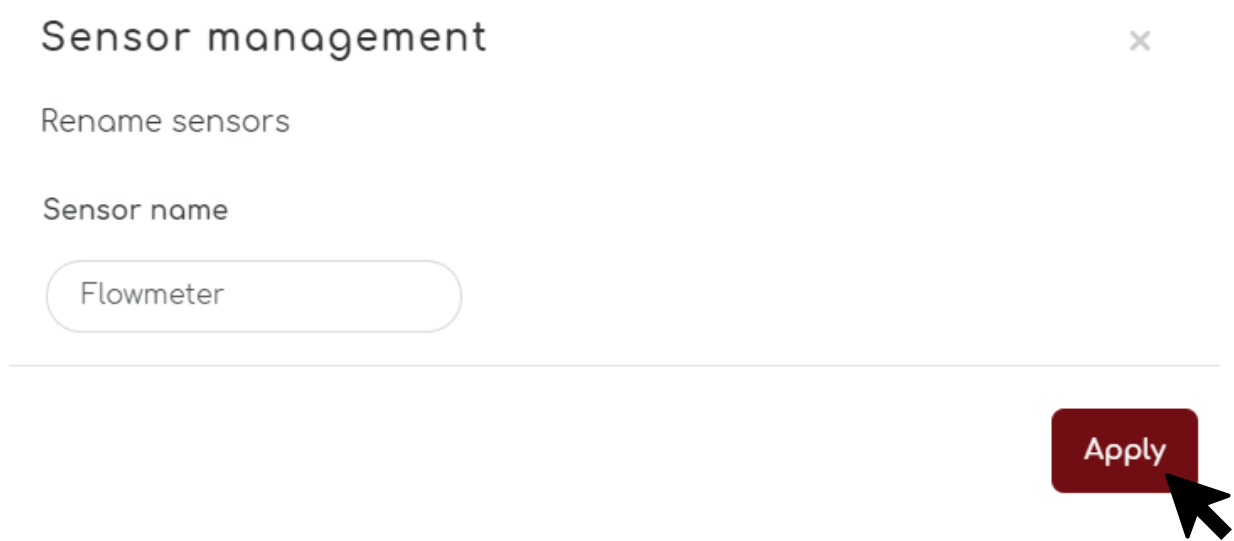 Sensor management
Rename sensors
Sensor name
Flowmeter
Apply